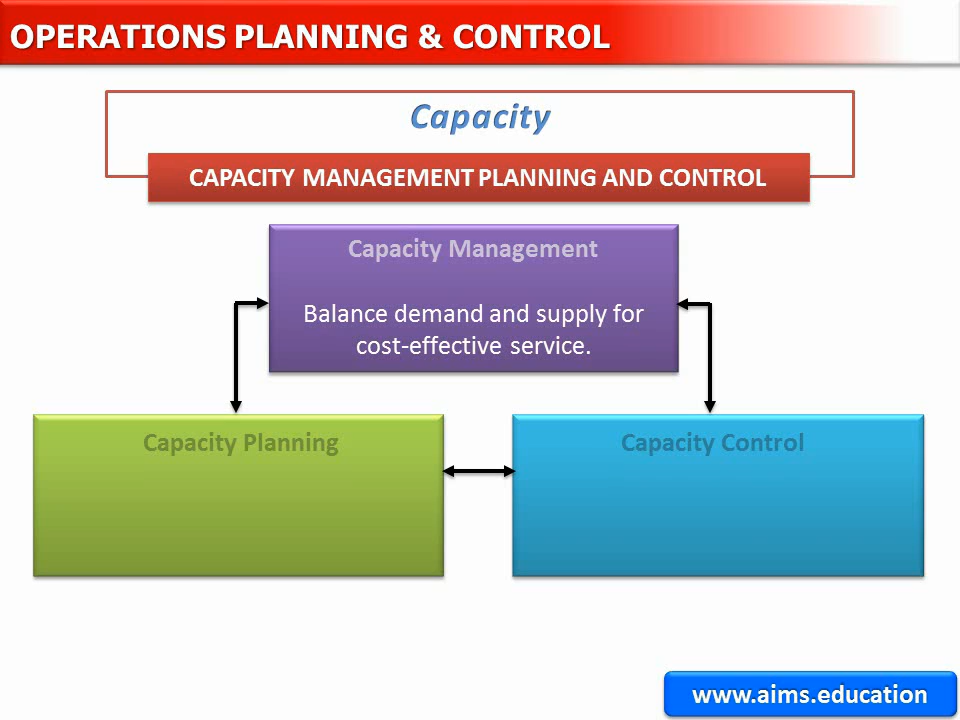 OPERATIONS PLANNING & CONTROL
Capacity
CAPACITY MANAGEMENT PLANNING AND CONTROL
Capacity Management
Balance demand and supply for
cost-effective service.
Capacity Planning
Capacity Control
www.aims.education